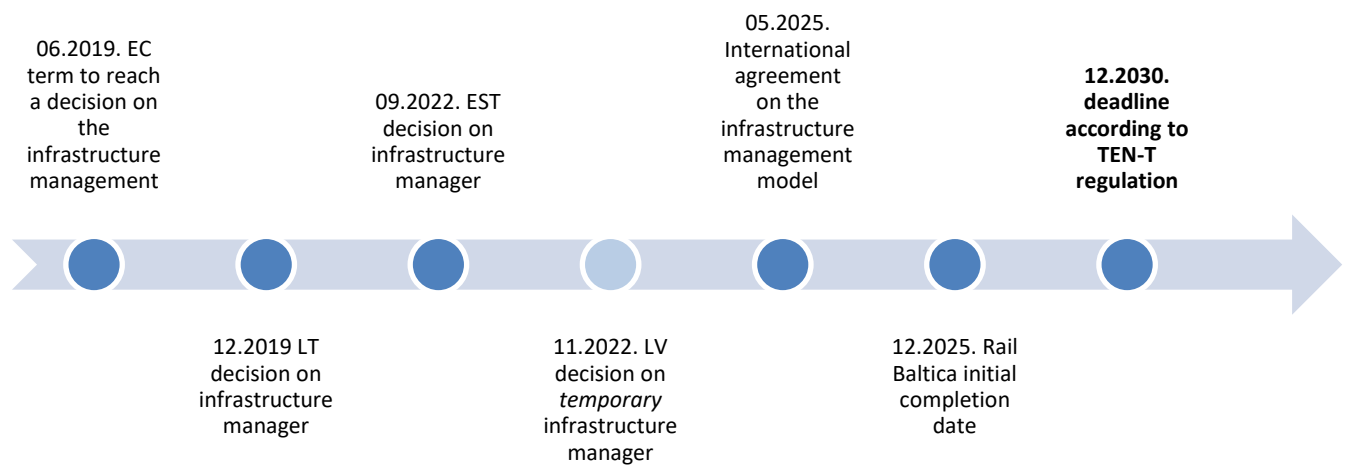 06.2019. EC
term to reach
a decision on
the
infrastructure
management
12.2019 LT
decision on
infrastructure
manager
09.2022. EST
decision on
infrastructure
manager
11.2022. LV
decision on
temporary
infrastructure
manager
05.2025.
International
agreement
on the
infrastructure
management
model
12.2025. Rail
Baltica initial
completion
date
12.2030.
deadline
according to
TEN-T
regulation